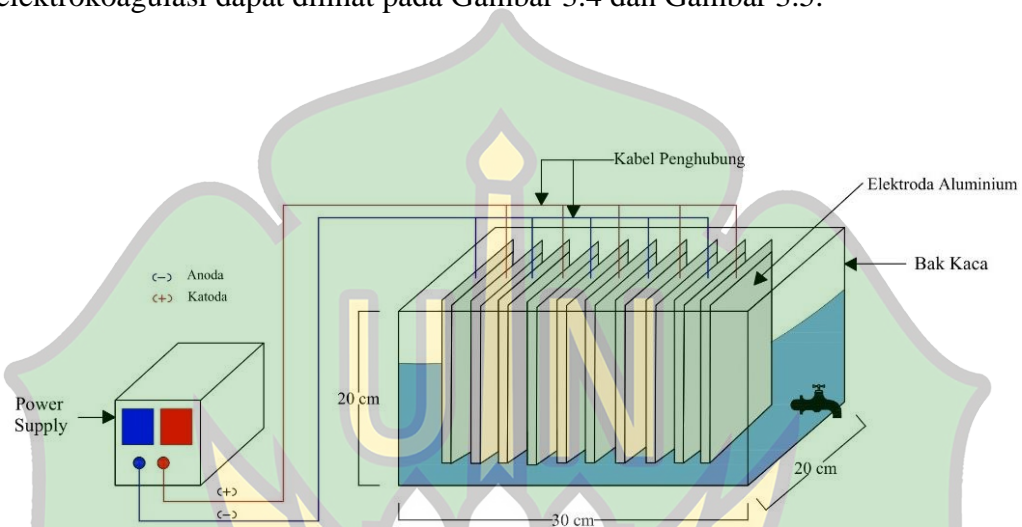 elektrokoagulasi dapat dilihat pada Gambar 3.4 dan Gambar 3.5.
Kabel Penghubung
Elektroda Aluminium
Bak Kaca
(-) Anoda
(+) Katoda
Power
Supply
20 cm
20 cm
(+)
(-)
30 cm
UIN